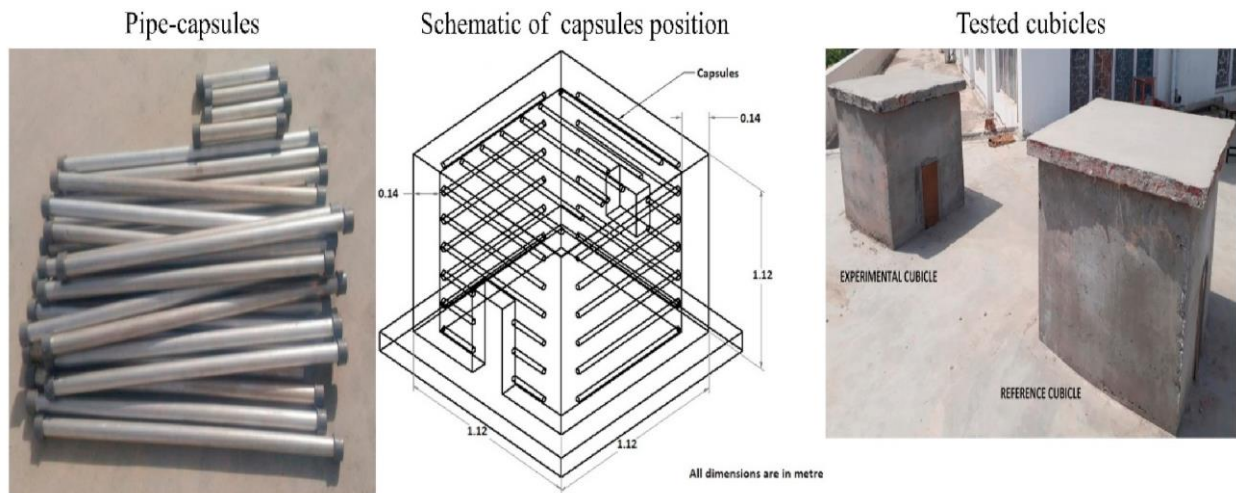 Pipe-capsules
Schematic of capsules position
Tested cubicles
Capsules
0.14
0.14
1.12
1.12
1.12
All dimensions are in metre
EXPERIMENTAL CUBICLE
REFERENCE CUBICLE